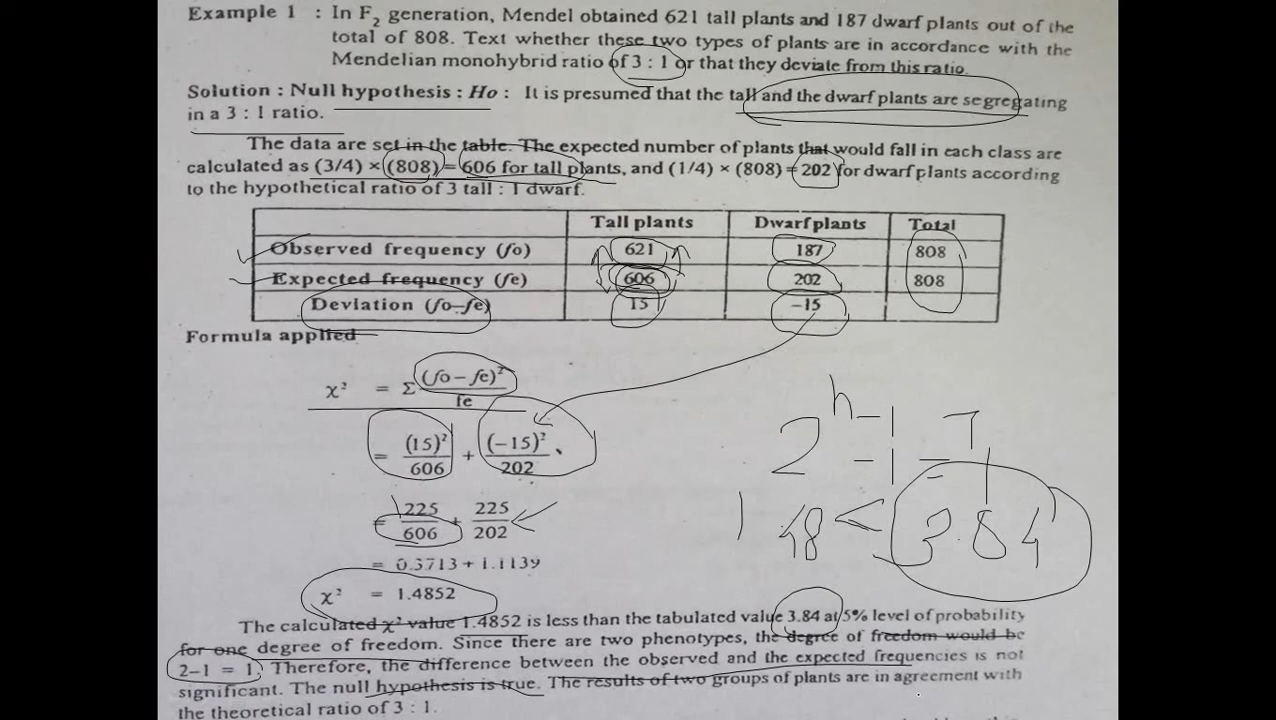 Example 1 : In F2 generation, Mendel obtained 621 tall plants and 187 dwarf plants out of the
total of 808. Text whether these two types of plants are in accordance with the
Mendelian monohybrid ratio of 3 : 1 or that they deviate from this ratio.
Solution : Null hypothesis : Ho : It is presumed that the tall and the dwarf plants are segregating
in a 3 : 1 ratio.
The data are set in the table. The expected number of plants that would fall in each class are
calculated as (3/4) × (808) = 606 for tall plants, and (1/4) × (808) = 202 for dwarf plants according
to the hypothetical ratio of 3 tall : 1 dwarf.
Tall plants Dwarf plants Total
Observed frequency (fo) 621 187 808
Expected frequency (fe) 606 202 808
Deviation (fo–fe) 15 –15
Formula applied
χ² = Σ (fo – fe)²
fe
= (15)² + (–15)²
606 202
= 225 + 225
606 202
= 0.3713 + 1.1139
χ² = 1.4852
2 n – 1
2 – 1 =
1.48 < 3.84
The calculated χ² value 1.4852 is less than the tabulated value 3.84 at 5% level of probability
for one degree of freedom. Since there are two phenotypes, the degree of freedom would be
2–1 = 1. Therefore, the difference between the observed and the expected frequencies is not
significant. The null hypothesis is true. The results of two groups of plants are in agreement with
the theoretical ratio of 3 : 1.